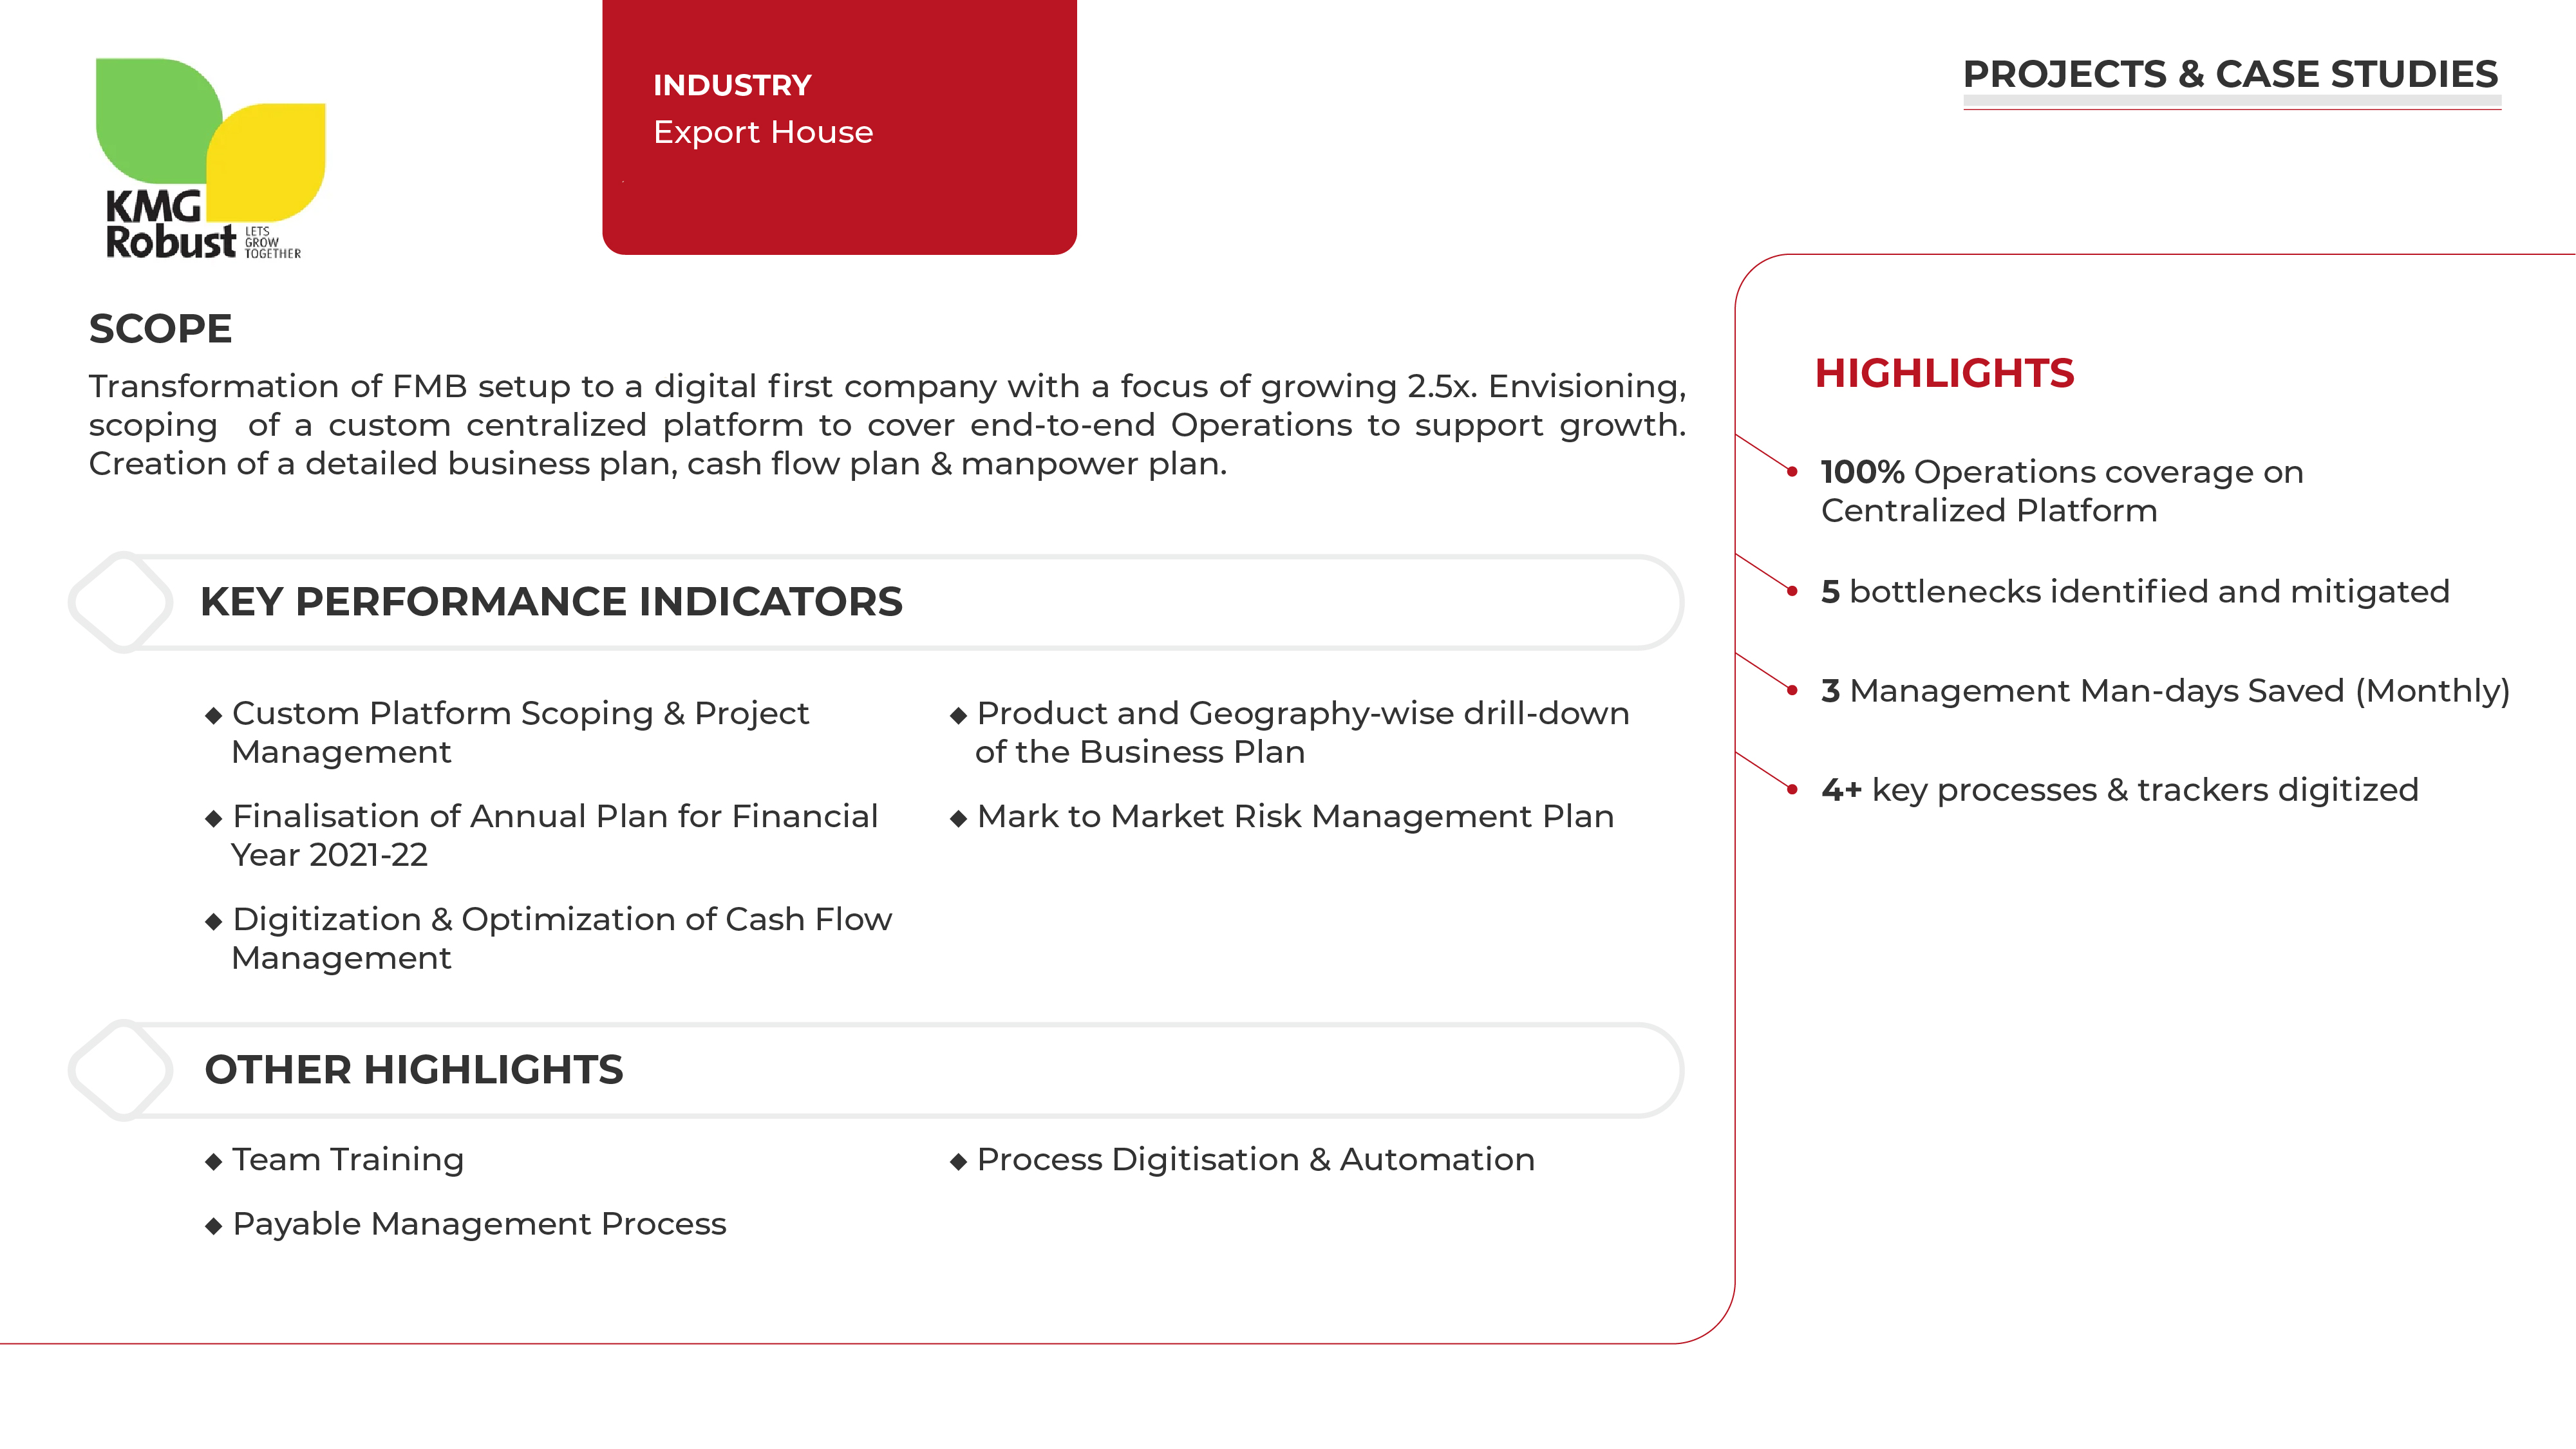 KMG
Robust
LETS
GROW
TOGETHER
INDUSTRY
Export House
PROJECTS & CASE STUDIES
SCOPE
Transformation of FMB setup to a digital first company with a focus of growing 2.5x. Envisioning,
scoping of a custom centralized platform to cover end-to-end Operations to support growth.
Creation of a detailed business plan, cash flow plan & manpower plan.
KEY PERFORMANCE INDICATORS
◆ Custom Platform Scoping & Project
Management
◆ Finalisation of Annual Plan for Financial
Year 2021-22
◆ Digitization & Optimization of Cash Flow
Management
◆ Product and Geography-wise drill-down
of the Business Plan
◆ Mark to Market Risk Management Plan
OTHER HIGHLIGHTS
◆ Team Training
◆ Payable Management Process
◆ Process Digitisation & Automation
HIGHLIGHTS
100% Operations coverage on
Centralized Platform
5 bottlenecks identified and mitigated
3 Management Man-days Saved (Monthly)
4+ key processes & trackers digitized